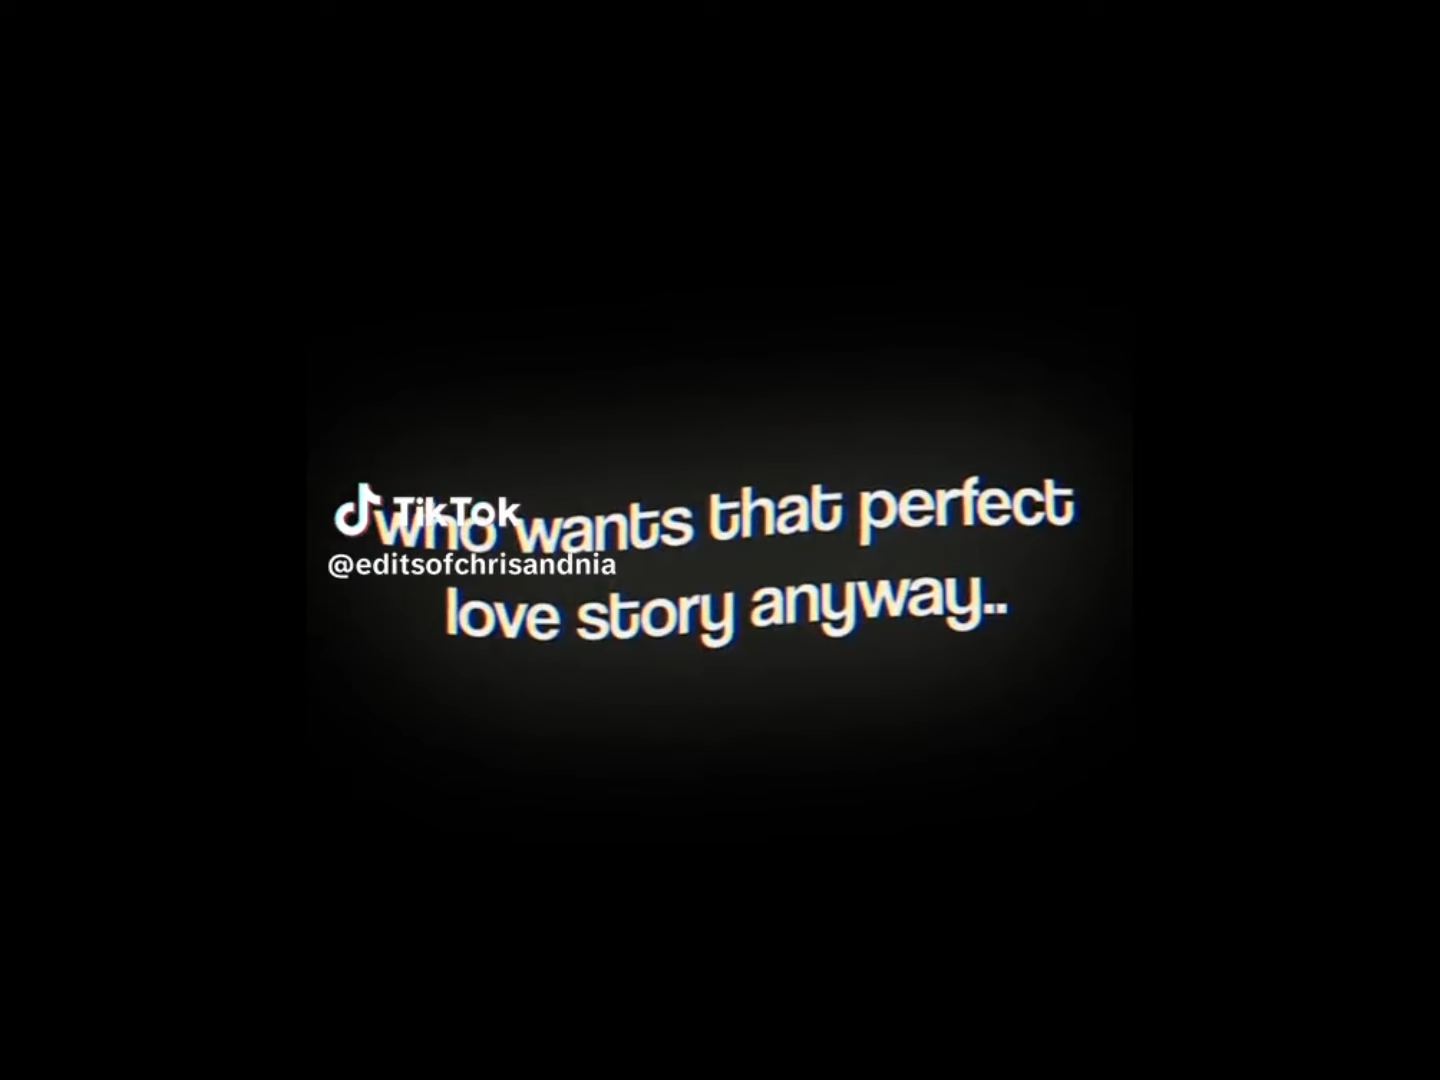 TikTok
@editsofchrisandnia
who wants that perfect
love story anyway..